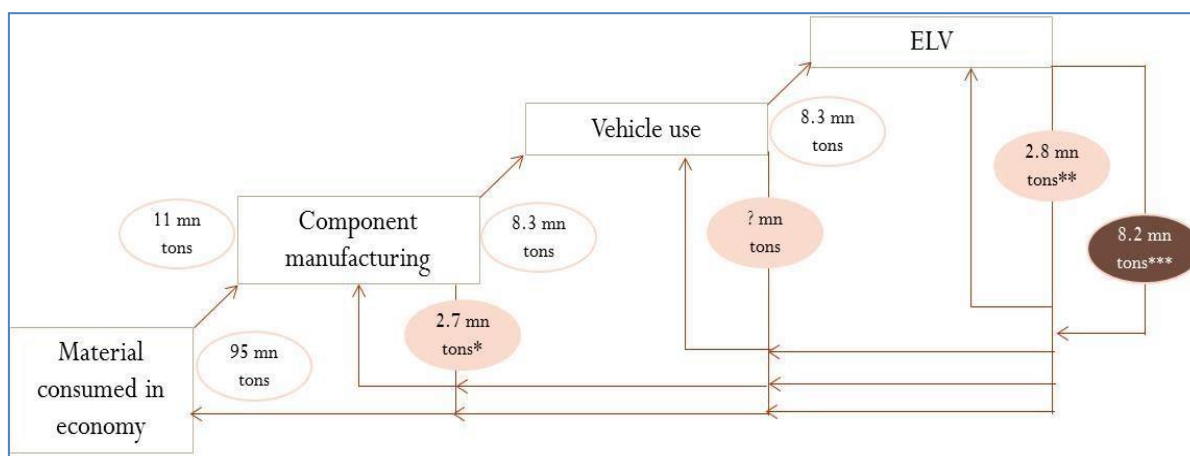 ELV
Vehicle use
8.3 mn
tons
2.8 mn
tons**
11 mn
tons
Component
manufacturing
8.3 mn
tons
? mn
tons
8.2 mn
tons***
2.7 mn
tons*
Material
consumed in
economy
95 mn
tons